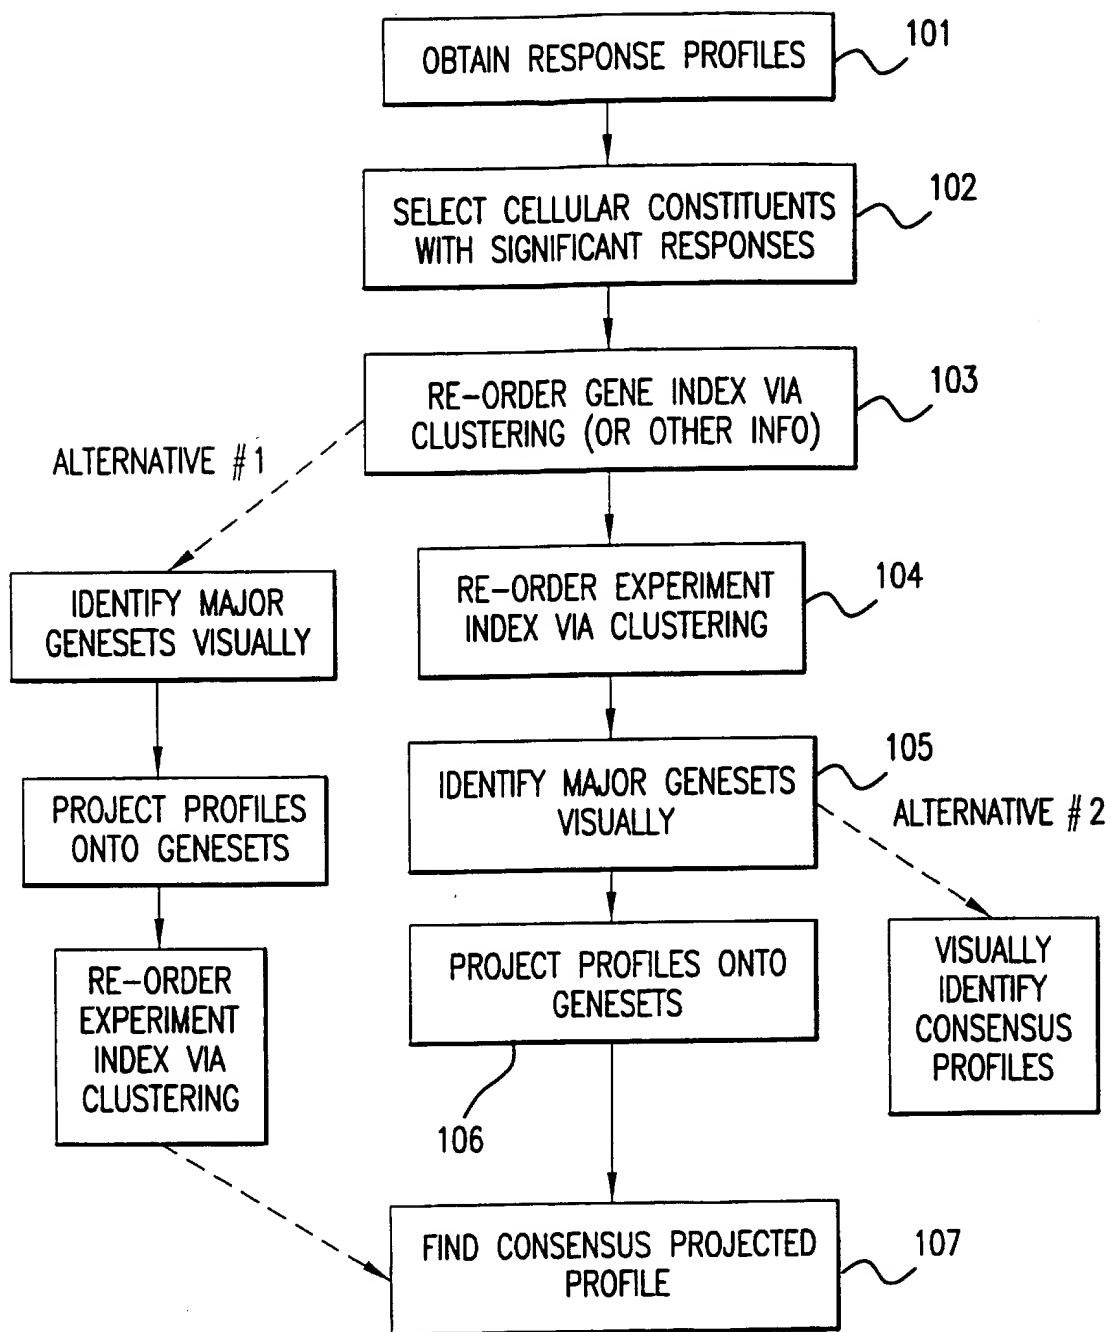 OBTAIN RESPONSE PROFILES
101
SELECT CELLULAR CONSTITUENTS
WITH SIGNIFICANT RESPONSES
102
RE-ORDER GENE INDEX VIA
CLUSTERING (OR OTHER INFO)
103
ALTERNATIVE #1
RE-ORDER EXPERIMENT
INDEX VIA CLUSTERING
104
IDENTIFY MAJOR
GENESETS VISUALLY
IDENTIFY MAJOR GENESETS
VISUALLY
105
ALTERNATIVE #2
PROJECT PROFILES
ONTO GENESETS
PROJECT PROFILES ONTO
GENESETS
106
VISUALLY
IDENTIFY
CONSENSUS
PROFILES
RE-ORDER
EXPERIMENT
INDEX VIA
CLUSTERING
FIND CONSENSUS PROJECTED
PROFILE
107